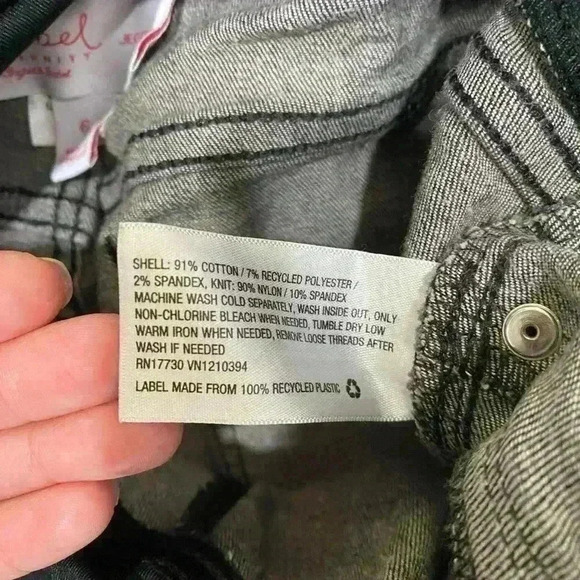 SHELL: 91% COTTON / 7% RECYCLED POLYESTER /
2% SPANDEX, KNIT: 90% NYLON / 10% SPANDEX
MACHINE WASH COLD SEPARATELY, WASH INSIDE OUT, ONLY
NON-CHLORINE BLEACH WHEN NEEDED, TUMBLE DRY LOW
WARM IRON WHEN NEEDED, REMOVE LOOSE THREADS AFTER
WASH IF NEEDED
RN17730 VN1210394
LABEL MADE FROM 100% RECYCLED PLASTIC